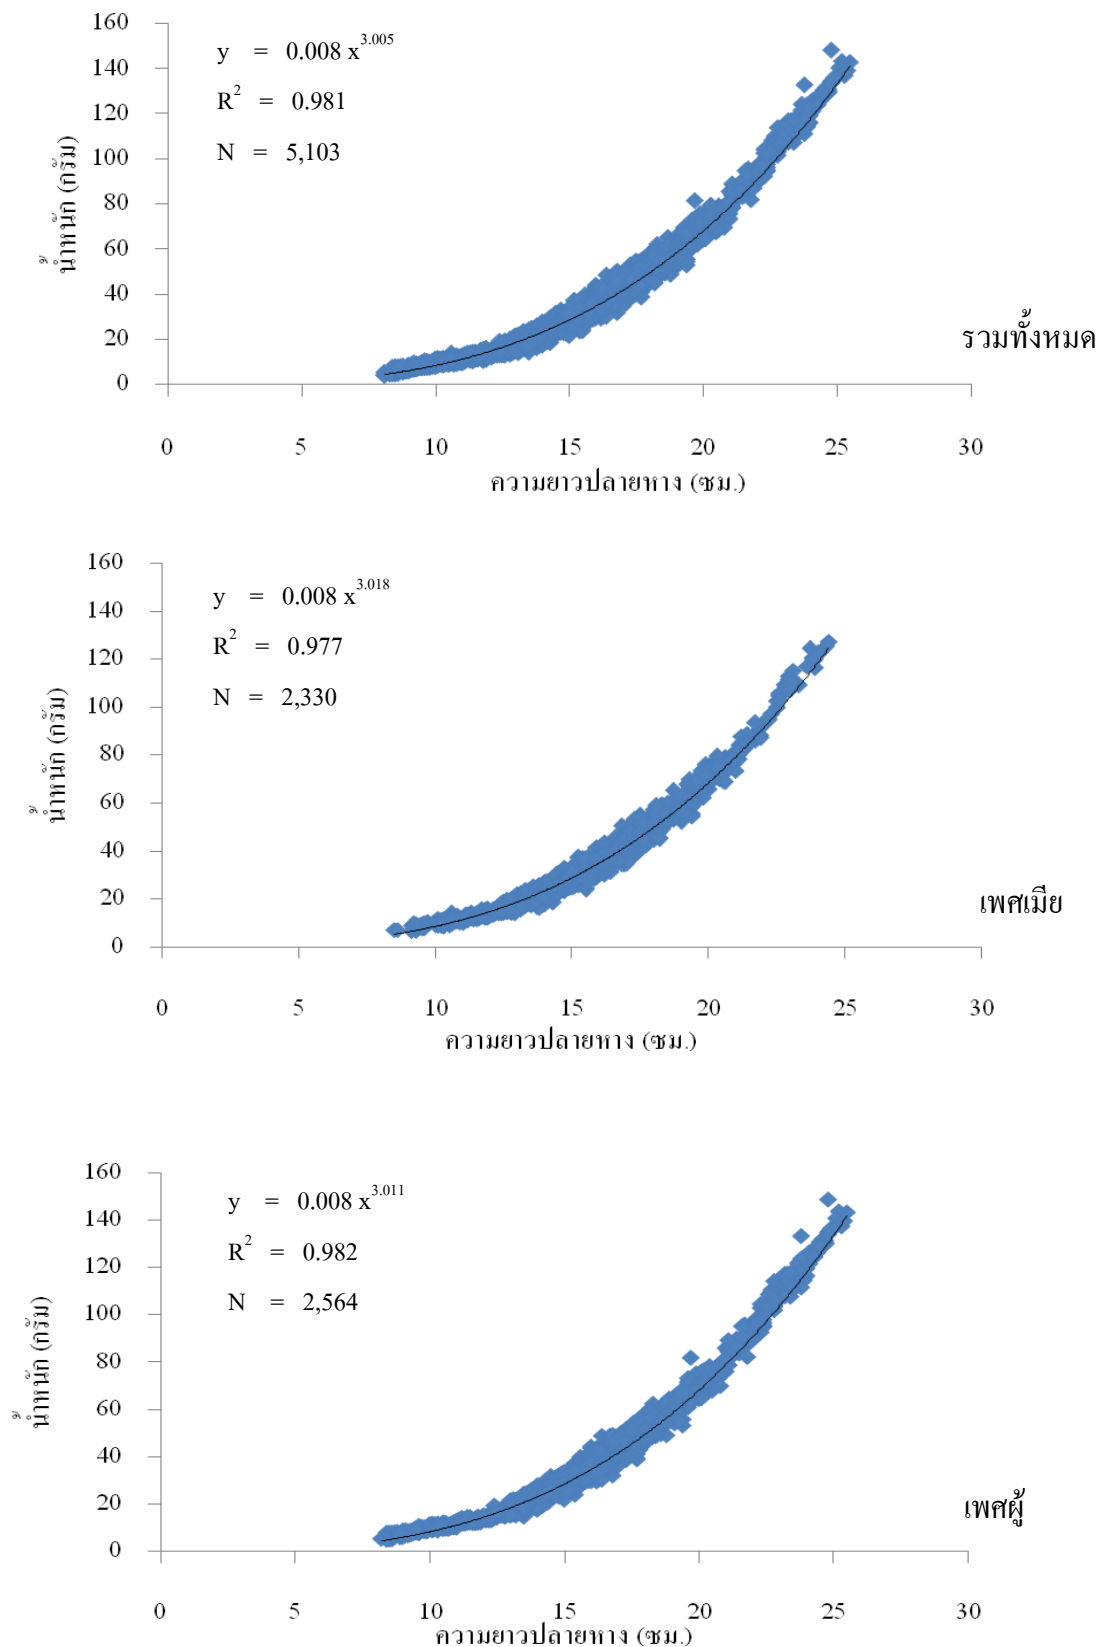 160
140
120
100
80
60
40
20
0
y = 0.008 x^3.005
R^2 = 0.981
N = 5,103
น้ำหนัก (กรัม)
รวมทั้งหมด
0 5 10 15 20 25 30
ความยาวปลายหาง (ซม.)
160
140
120
100
80
60
40
20
0
y = 0.008 x^3.018
R^2 = 0.977
N = 2,330
น้ำหนัก (กรัม)
เพศเมีย
0 5 10 15 20 25 30
ความยาวปลายหาง (ซม.)
160
140
120
100
80
60
40
20
0
y = 0.008 x^3.011
R^2 = 0.982
N = 2,564
น้ำหนัก (กรัม)
เพศผู้
0 5 10 15 20 25 30
ความยาวปลายหาง (ซม.)